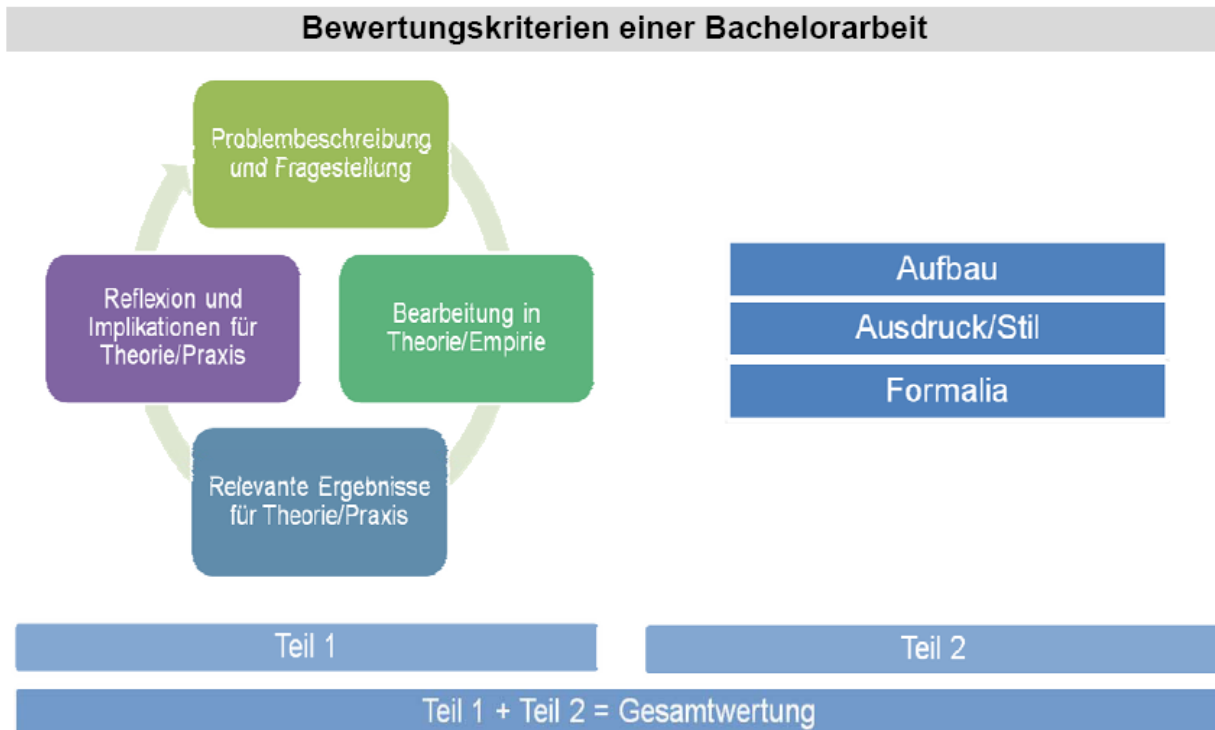 Bewertungskriterien einer Bachelorarbeit
Problembeschreibung
und Fragestellung
Reflexion und
Implikationen für
Theorie/Praxis
Bearbeitung in
Theorie/Empirie
Relevante Ergebnisse
für Theorie/Praxis
Aufbau
Ausdruck/Stil
Formalia
Teil 1
Teil 2
Teil 1 + Teil 2 = Gesamtwertung